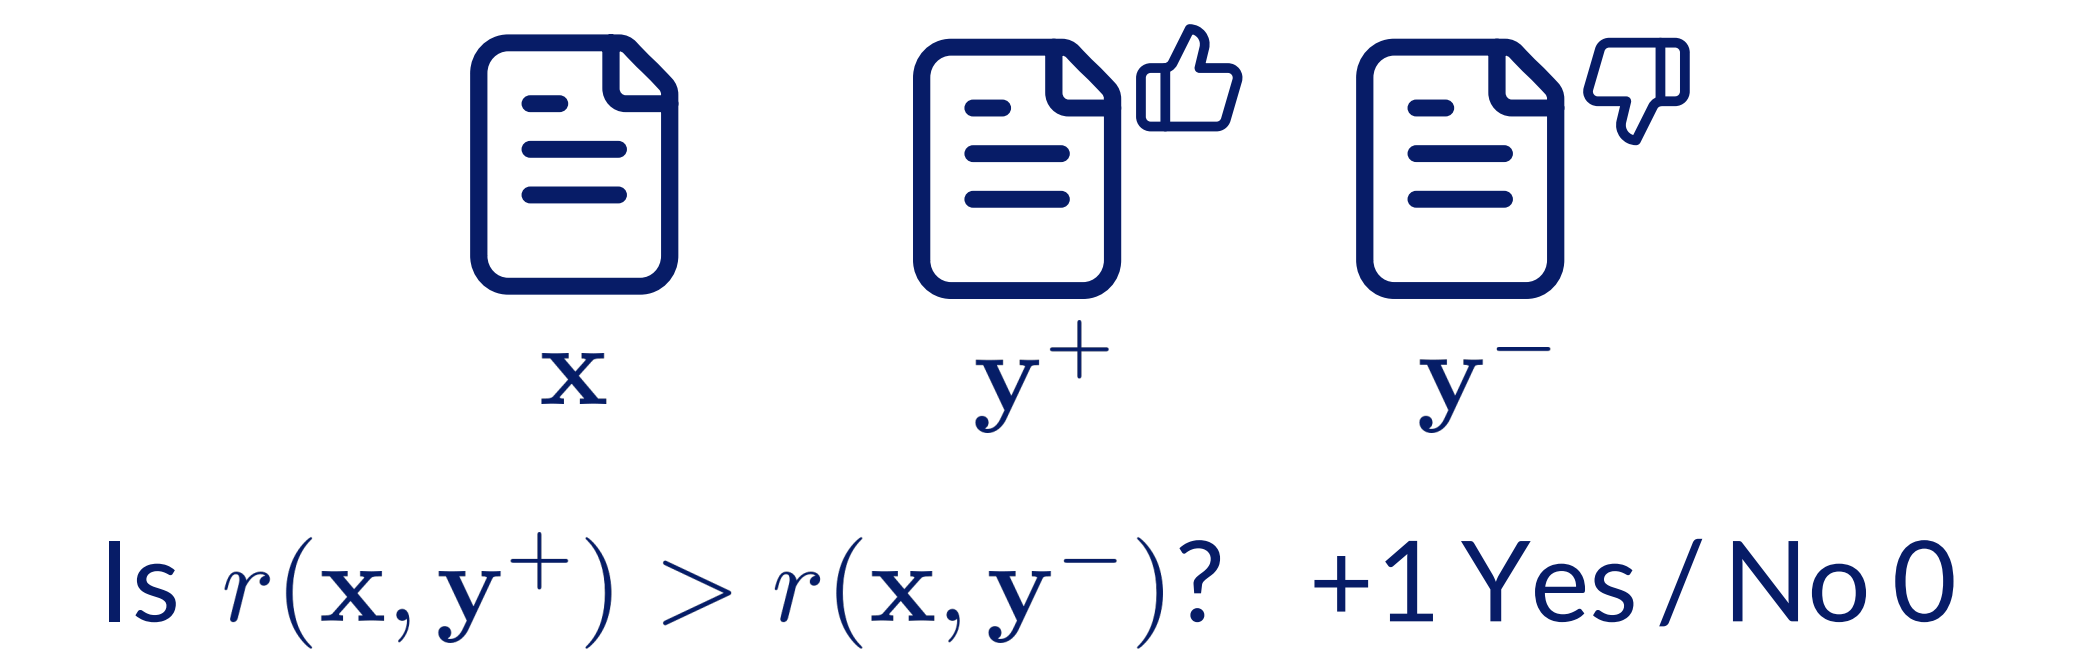 x y⁺ y⁻
Is r(x, y⁺) > r(x, y⁻)? +1 Yes / No 0